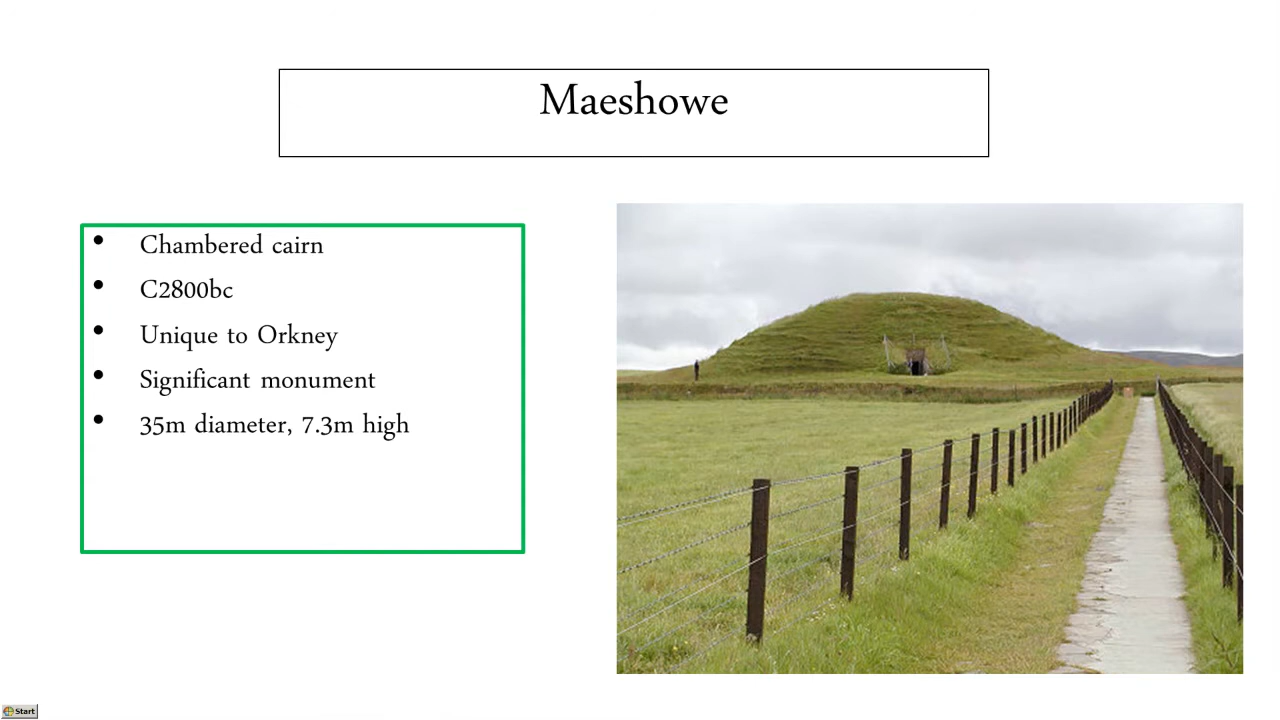 Maeshowe
• Chambered cairn
• C2800bc
• Unique to Orkney
• Significant monument
• 35m diameter, 7.3m high
Start